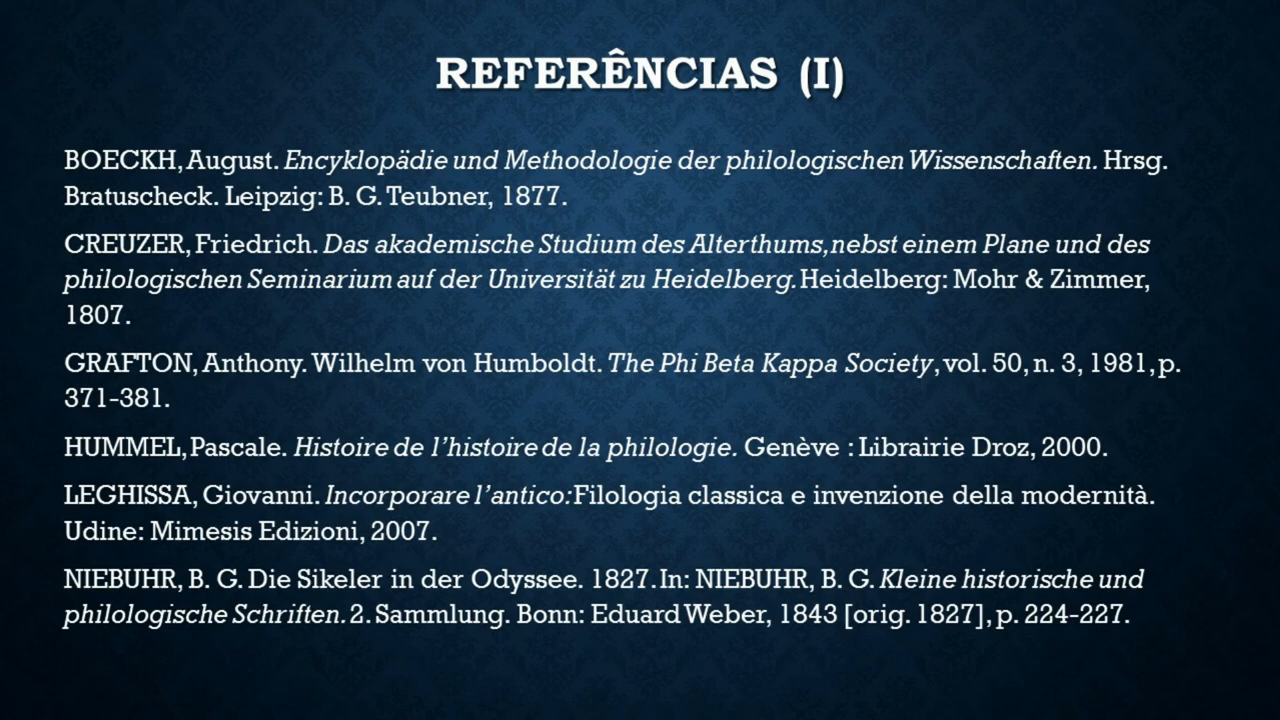 REFERÊNCIAS (I)
BOECKH, August. Encyklopädie und Methodologie der philologischen Wissenschaften. Hrsg.
Bratuscheck. Leipzig: B. G. Teubner, 1877.
CREUZER, Friedrich. Das akademische Studium des Alterthums, nebst einem Plane und des
philologischen Seminarium auf der Universität zu Heidelberg. Heidelberg: Mohr & Zimmer,
1807.
GRAFTON, Anthony. Wilhelm von Humboldt. The Phi Beta Kappa Society, vol. 50, n. 3, 1981, p.
371-381.
HUMMEL, Pascale. Histoire de l’histoire de la philologie. Genève : Librairie Droz, 2000.
LEGHISSA, Giovanni. Incorporare l’antico: Filologia classica e invenzione della modernità.
Udine: Mimesis Edizioni, 2007.
NIEBUHR, B. G. Die Sikeler in der Odyssee. 1827. In: NIEBUHR, B. G. Kleine historische und
philologische Schriften. 2. Sammlung. Bonn: Eduard Weber, 1843 [orig. 1827], p. 224-227.